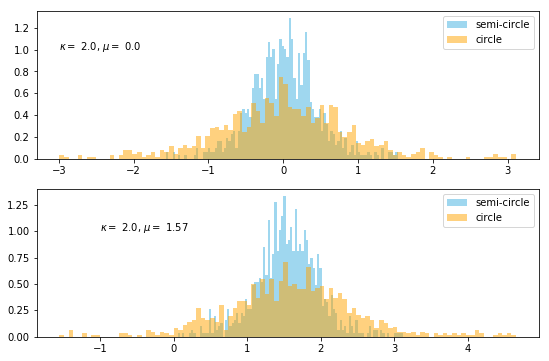 1.2
1.0
0.8
0.6
0.4
0.2
0.0
κ = 2.0, μ = 0.0
semi-circle
circle
−3 −2 −1 0 1 2 3
1.25
1.00
0.75
0.50
0.25
0.00
κ = 2.0, μ = 1.57
semi-circle
circle
−1 0 1 2 3 4